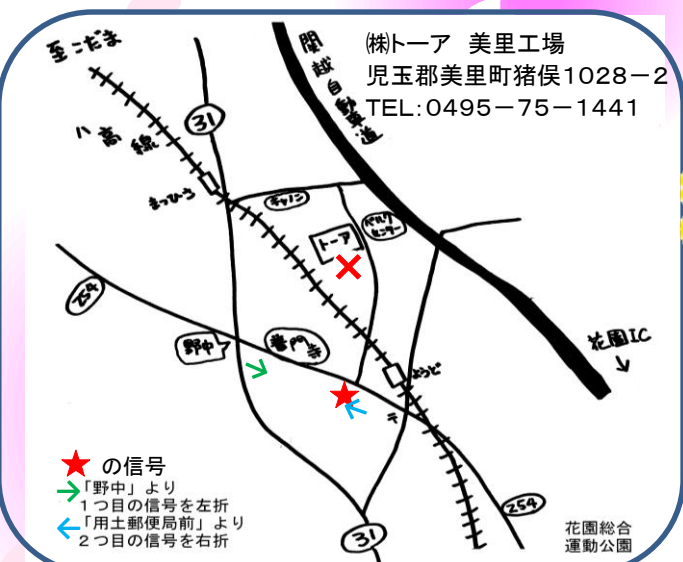 ㈱トーア 美里工場
児玉郡美里町猪俣1028－2
TEL:0495－75－1441
至こだま
関越自動車道
31
八高線
まつひさ
キャノン
ベルク
センター
トーア
254
野中
普門寺
ようど
〒
花園IC
★の信号
→「野中」より
1つ目の信号を左折
←「用土郵便局前」より
2つ目の信号を右折
31
254
花園総合
運動公園